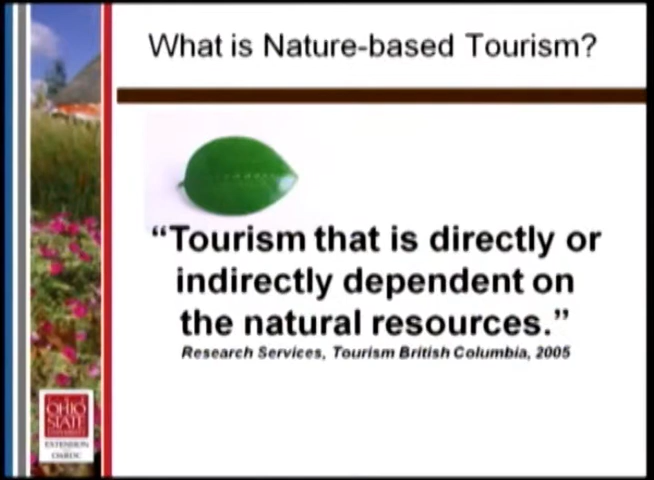 What is Nature-based Tourism?
“Tourism that is directly or
indirectly dependent on
the natural resources.”
Research Services, Tourism British Columbia, 2005
OHIO
STATE
EXTENSION
OARDC